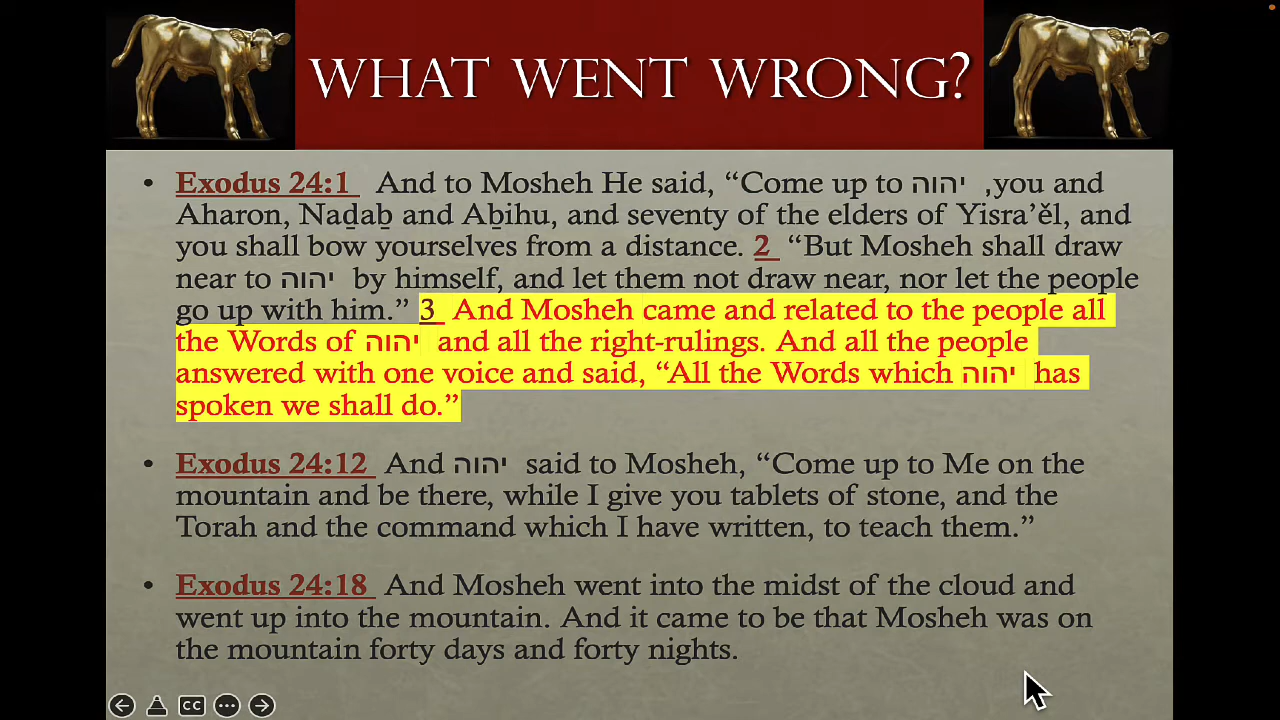 WHAT WENT WRONG?
• Exodus 24:1 And to Mosheh He said, “Come up to יהוה, you and
Aharon, Naḏaḇ and Aḇihu, and seventy of the elders of Yisra’ĕl, and
you shall bow yourselves from a distance. 2 “But Mosheh shall draw
near to יהוה by himself, and let them not draw near, nor let the people
go up with him.” 3 And Mosheh came and related to the people all
the Words of יהוה and all the right-rulings. And all the people
answered with one voice and said, “All the Words which יהוה has
spoken we shall do.”
• Exodus 24:12 And יהוה said to Mosheh, “Come up to Me on the
mountain and be there, while I give you tablets of stone, and the
Torah and the command which I have written, to teach them.”
• Exodus 24:18 And Mosheh went into the midst of the cloud and
went up into the mountain. And it came to be that Mosheh was on
the mountain forty days and forty nights.
CC